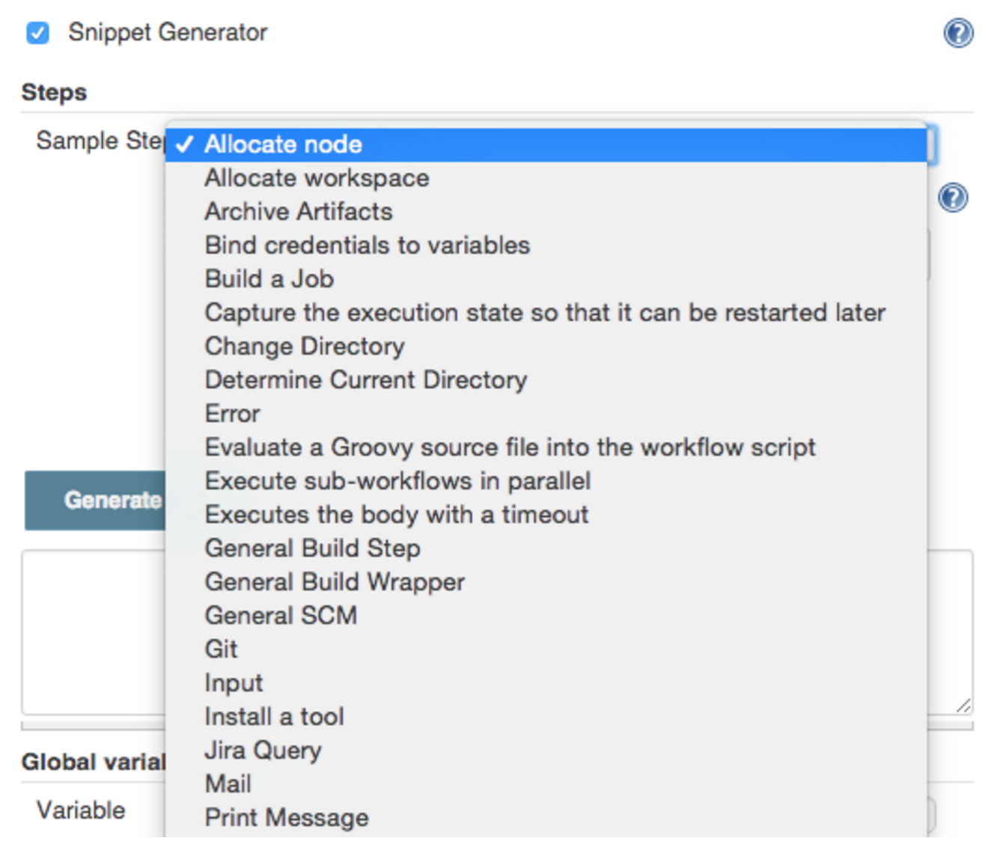 Snippet Generator
Steps
Sample Step
Allocate node
Allocate workspace
Archive Artifacts
Bind credentials to variables
Build a Job
Capture the execution state so that it can be restarted later
Change Directory
Determine Current Directory
Error
Evaluate a Groovy source file into the workflow script
Execute sub-workflows in parallel
Executes the body with a timeout
General Build Step
General Build Wrapper
General SCM
Git
Input
Install a tool
Jira Query
Mail
Print Message
Generate
Global varial
Variable